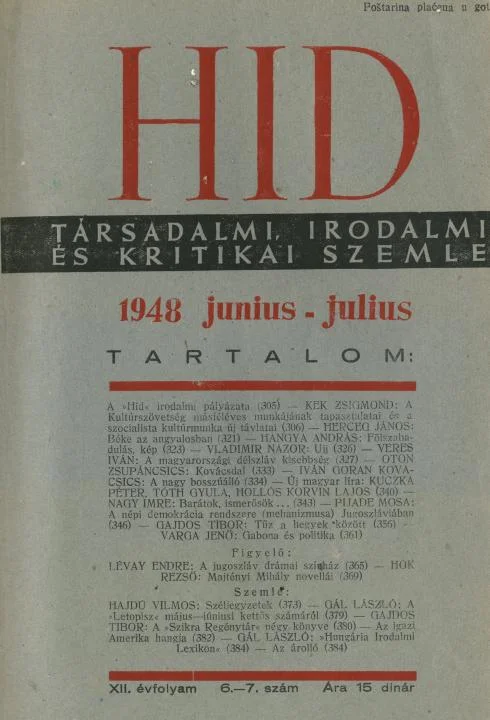 Poštarina plaćena u got
HID
TÁRSADALMI, IRODALMI
ÉS KRITIKAI SZEMLE
1948 junius - julius
TARTALOM:
A »Hid« irodalmi pályázata (305) — KEK ZSIGMOND: A
Kultúrszövetség másféléves munkájának tapasztalatai és a
szocialista kultúrmunka új távlatai (306) — HERCEG JÁNOS:
Béke az angyalosban (321) — HANGYA ANDRÁS: Fölszaba-
dulás, kép (323) — VLADIMIR NAZOR: Ujj (326) — VERES
IVÁN: A magyarországi délszláv kisebbség (327) — OTON
ZSUPÁNCSICS: Kovácsdal (333) — IVÁN GORAN KOVA-
CSICS: A nagy bosszúálló (334) — Új magyar líra: KUCZKA
PÉTER, TÓTH GYULA, HOLLÓS KORVIN LAJOS (340) —
NAGY IMRE: Barátok, ismerősök... (343) — PIJADE MOSA:
A népi demokrácia rendszere (mehanizmusa) Jugoszláviában
(346) — GAJDOS TIBOR: Tűz a hegyek között (356) —
VARGA JENŐ: Gabona és politika (361)
Figyelő:
LÉVAY ENDRE: A jugoszláv drámai színház (365) — HOK
REZSŐ: Majtényi Mihály novellái (369)
Szemle:
HAJDÚ VILMOS: Széljegyzetek (373) — GÁL LÁSZLÓ: A
»Letopisz« május—júniusi kettős számáról (379) — GAJDOS
TIBOR: A »Szikra Regénytár« négy könyve (380) — Az igazi
Amerika hangja (382) — GÁL LÁSZLÓ: »Hungária Irodalmi
Lexikon« (384) — Az árolló (384)
XII. évfolyam 6.—7. szám Ára 15 dinár